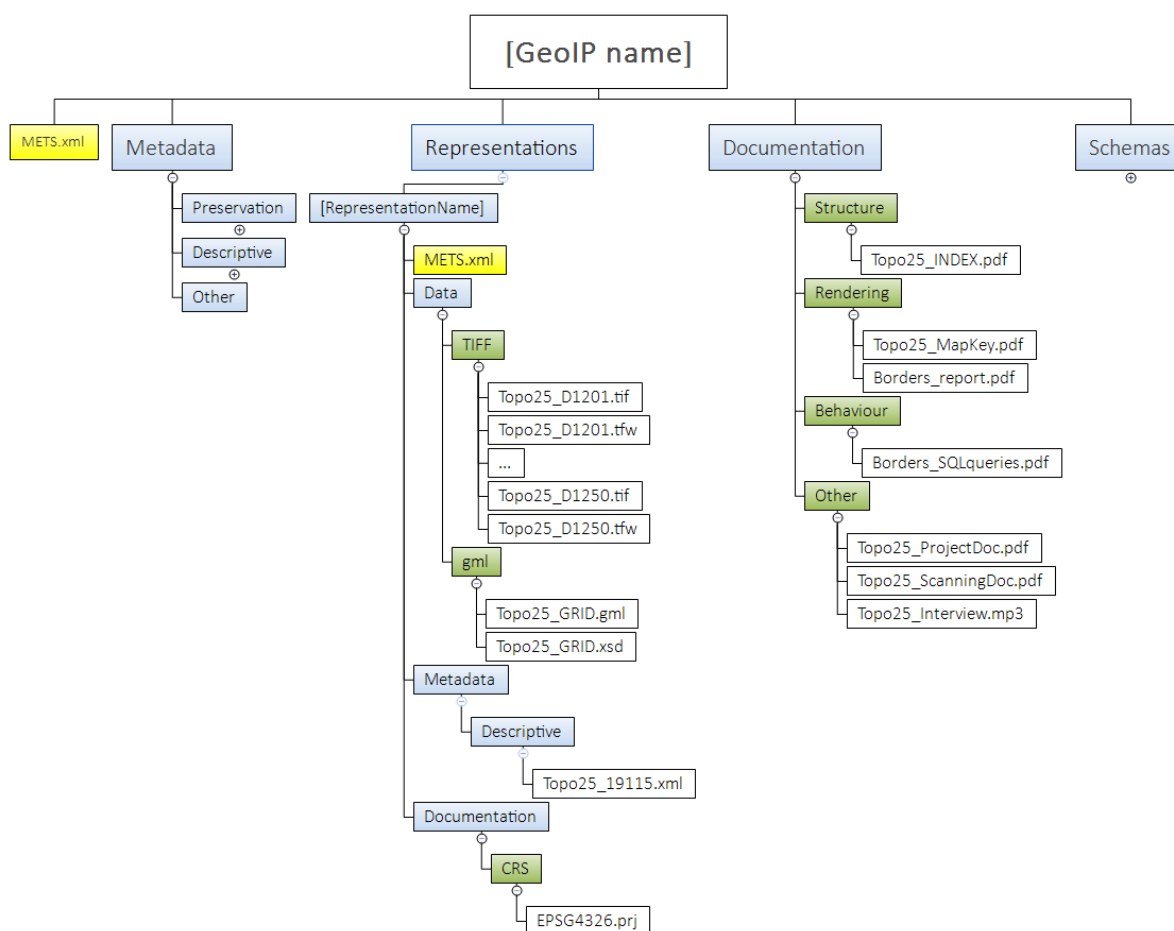 [GeoIP name]
METS.xml
Metadata
Preservation
Descriptive
Other
Representations
[RepresentationName]
METS.xml
Data
TIFF
Topo25_D1201.tif
Topo25_D1201.tfw
...
Topo25_D1250.tif
Topo25_D1250.tfw
gml
Topo25_GRID.gml
Topo25_GRID.xsd
Metadata
Descriptive
Topo25_19115.xml
Documentation
CRS
EPSG4326.prj
Documentation
Structure
Topo25_INDEX.pdf
Rendering
Topo25_MapKey.pdf
Borders_report.pdf
Behaviour
Borders_SQLqueries.pdf
Other
Topo25_ProjectDoc.pdf
Topo25_ScanningDoc.pdf
Topo25_Interview.mp3
Schemas